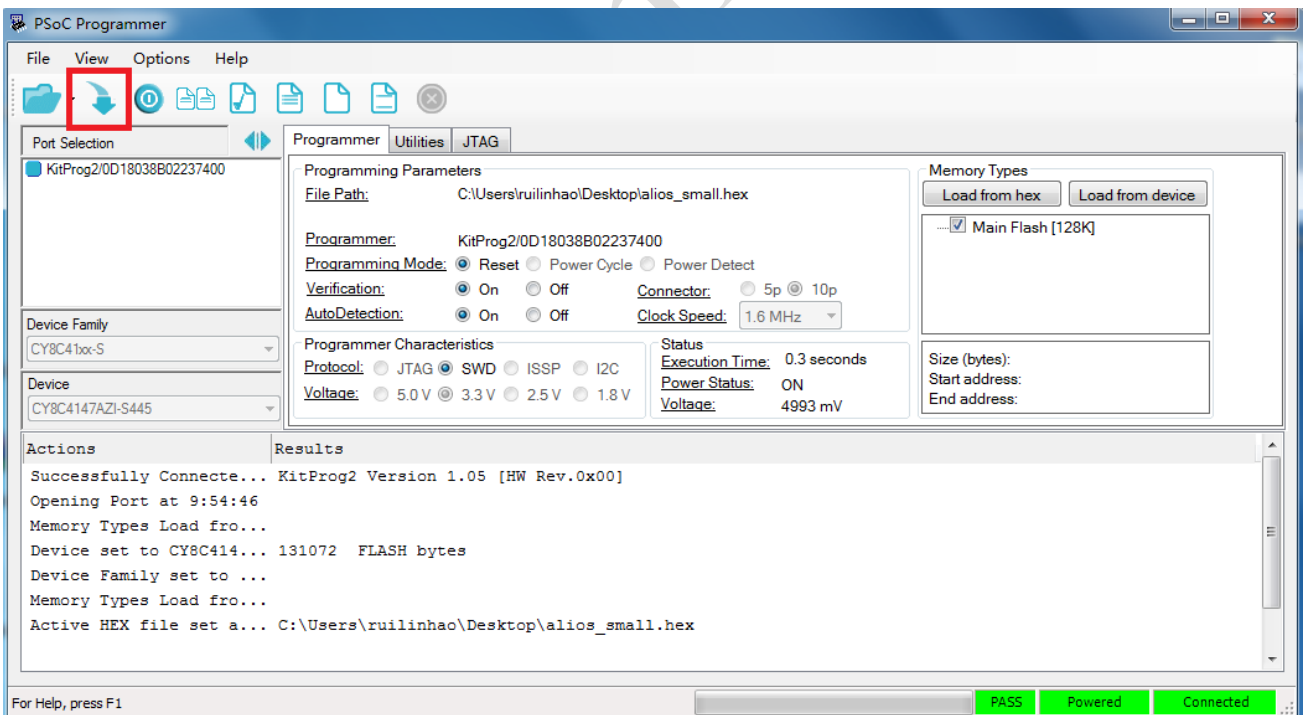 PSoC Programmer
File View Options Help
Port Selection
KitProg2/0D18038B02237400
Device Family
CY8C41xx-S
Device
CY8C4147AZI-S445
Programmer Utilities JTAG
Programming Parameters
File Path: C:\Users\ruilinhao\Desktop\alios_small.hex
Programmer: KitProg2/0D18038B02237400
Programming Mode: Reset Power Cycle Power Detect
Verification: On Off Connector: 5p 10p
AutoDetection: On Off Clock Speed: 1.6 MHz
Programmer Characteristics
Protocol: JTAG SWD ISSP I2C
Voltage: 5.0 V 3.3 V 2.5 V 1.8 V
Status
Execution Time: 0.3 seconds
Power Status: ON
Voltage: 4993 mV
Memory Types
Load from hex Load from device
Main Flash [128K]
Size (bytes):
Start address:
End address:
Actions Results
Successfully Connecte... KitProg2 Version 1.05 [HW Rev.0x00]
Opening Port at 9:54:46
Memory Types Load fro...
Device set to CY8C414... 131072 FLASH bytes
Device Family set to ...
Memory Types Load fro...
Active HEX file set a... C:\Users\ruilinhao\Desktop\alios_small.hex
For Help, press F1
PASS Powered Connected